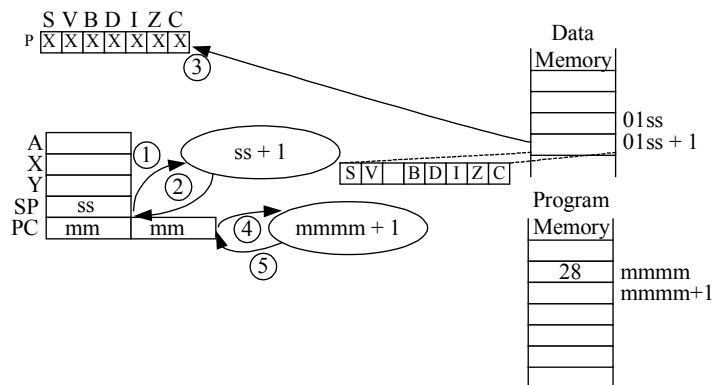 S V B D I Z C
P X X X X X X X
3
Data
Memory
01ss
01ss + 1
A
X
Y
SP ss
PC mm mm
1
2
ss + 1
S V B D I Z C
4
5
mmmm + 1
Program
Memory
28 mmmm
mmmm+1